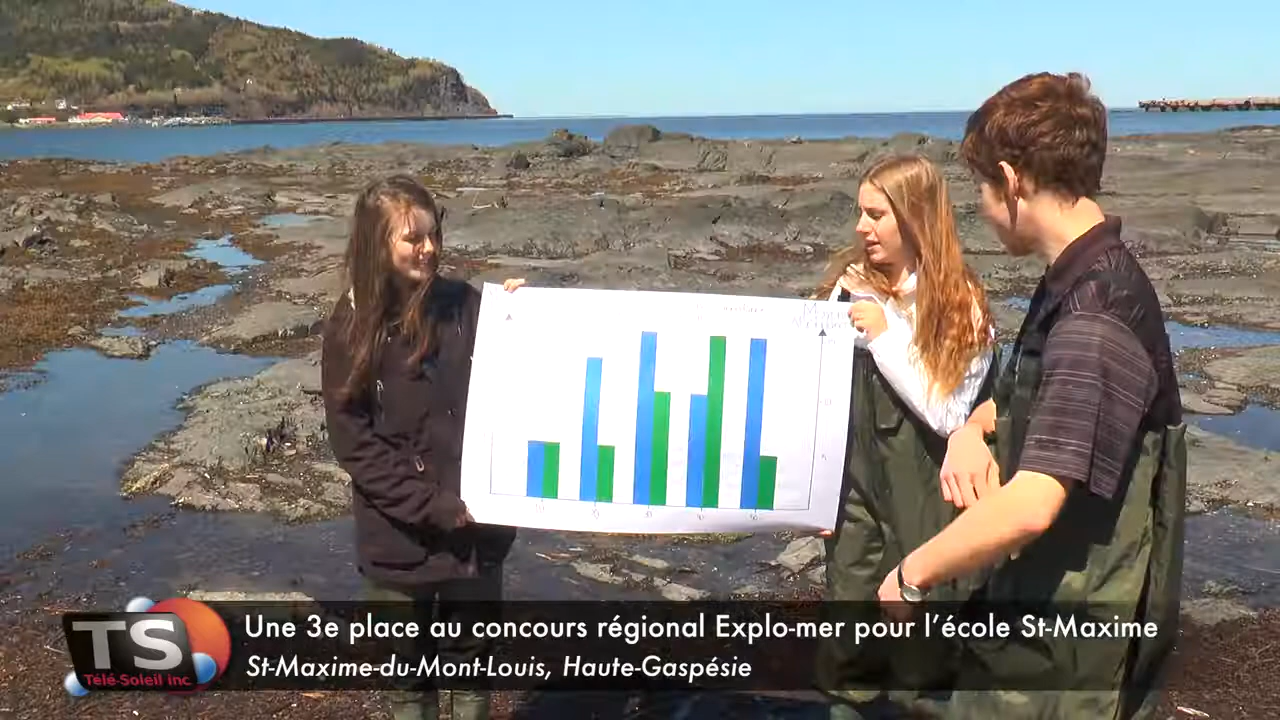 Une 3e place au concours régional Explo-mer pour l'école St-Maxime
St-Maxime-du-Mont-Louis, Haute-Gaspésie
TS
Télé-Soleil inc